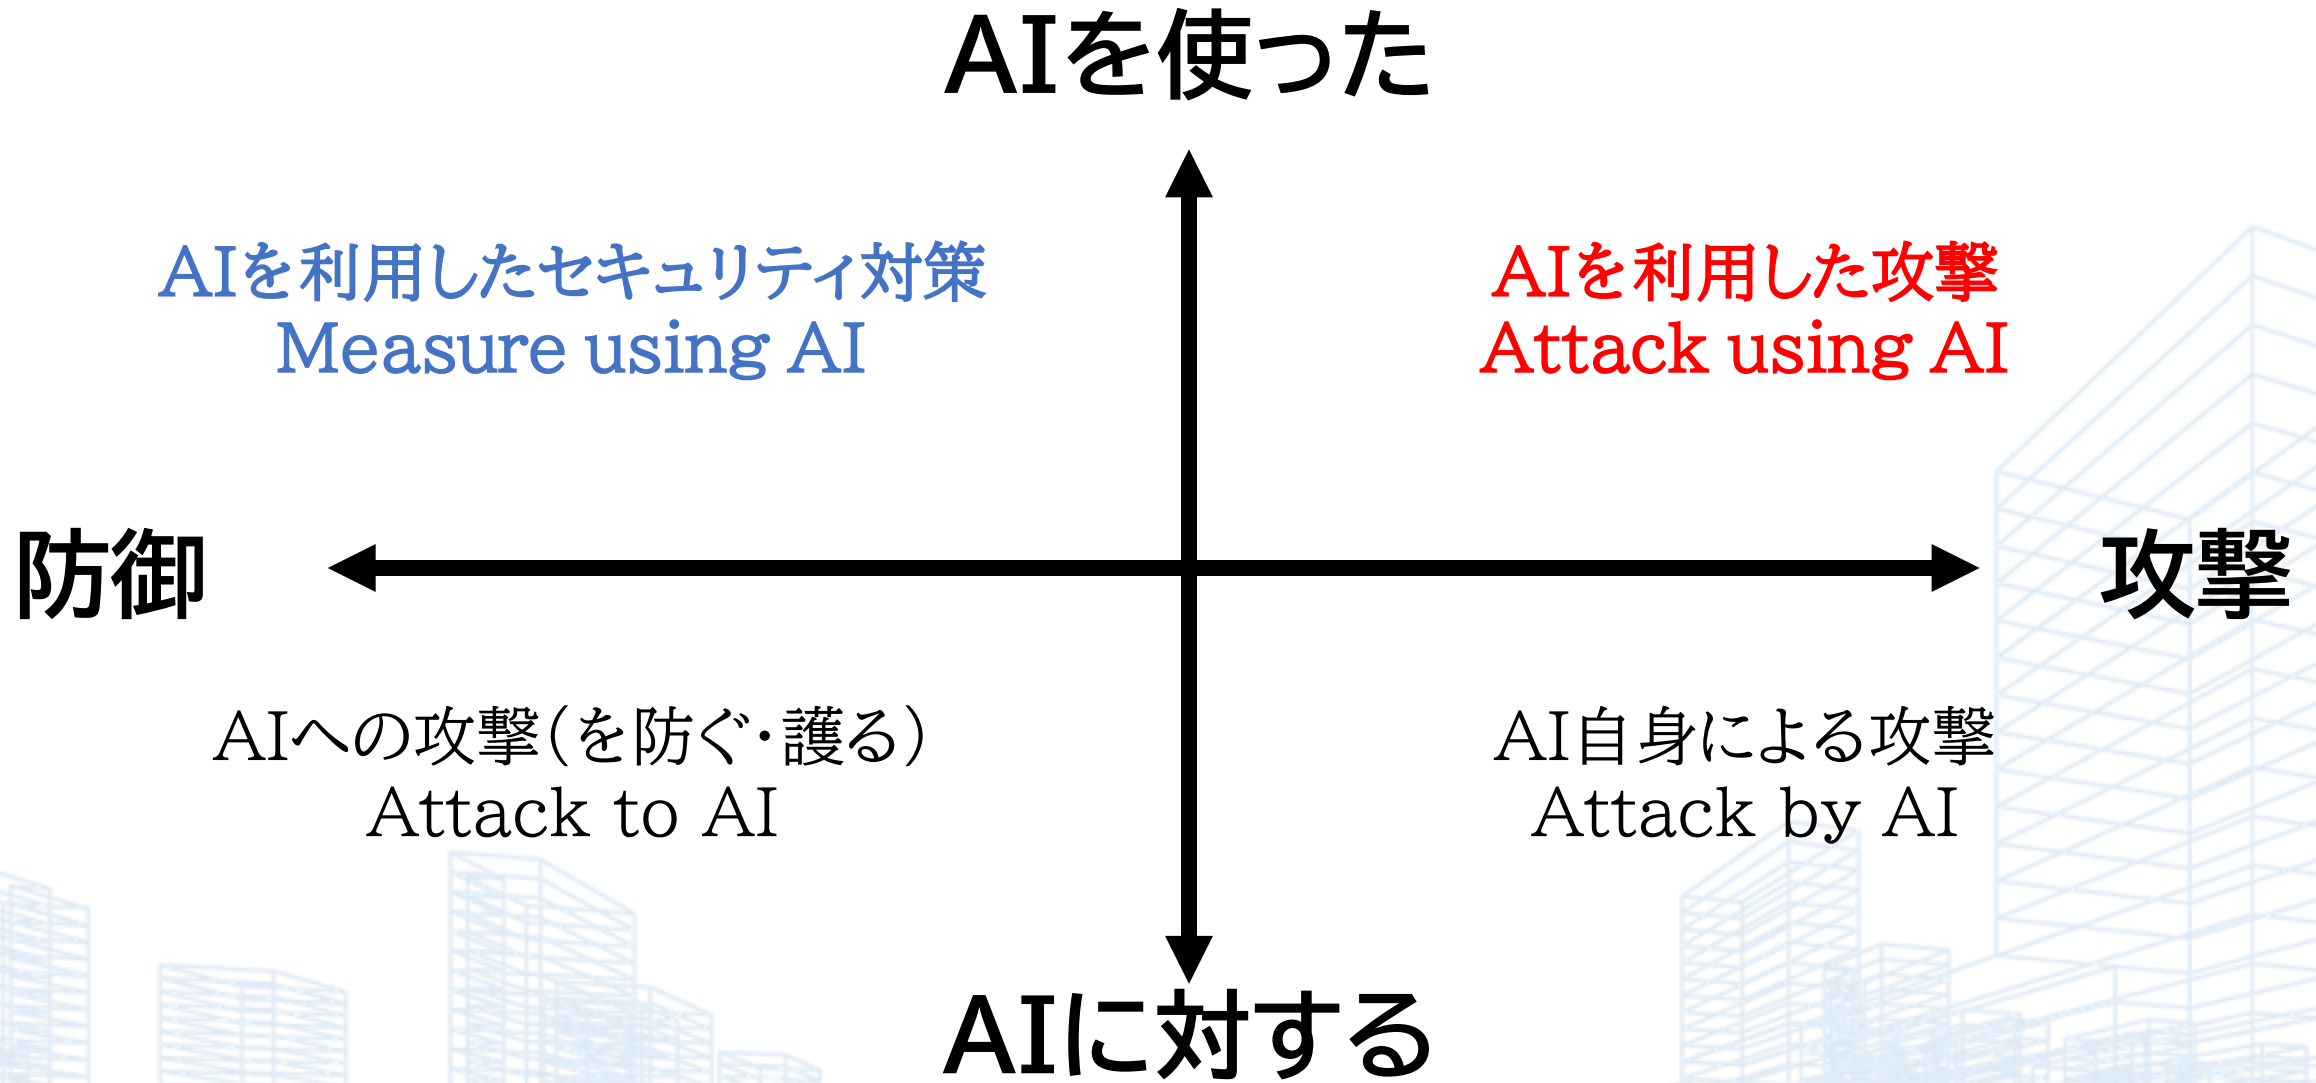 AIを使った
AIを利用したセキュリティ対策
Measure using AI
AIを利用した攻撃
Attack using AI
防御
攻撃
AIへの攻撃(を防ぐ・護る)
Attack to AI
AI自身による攻撃
Attack by AI
AIに対する